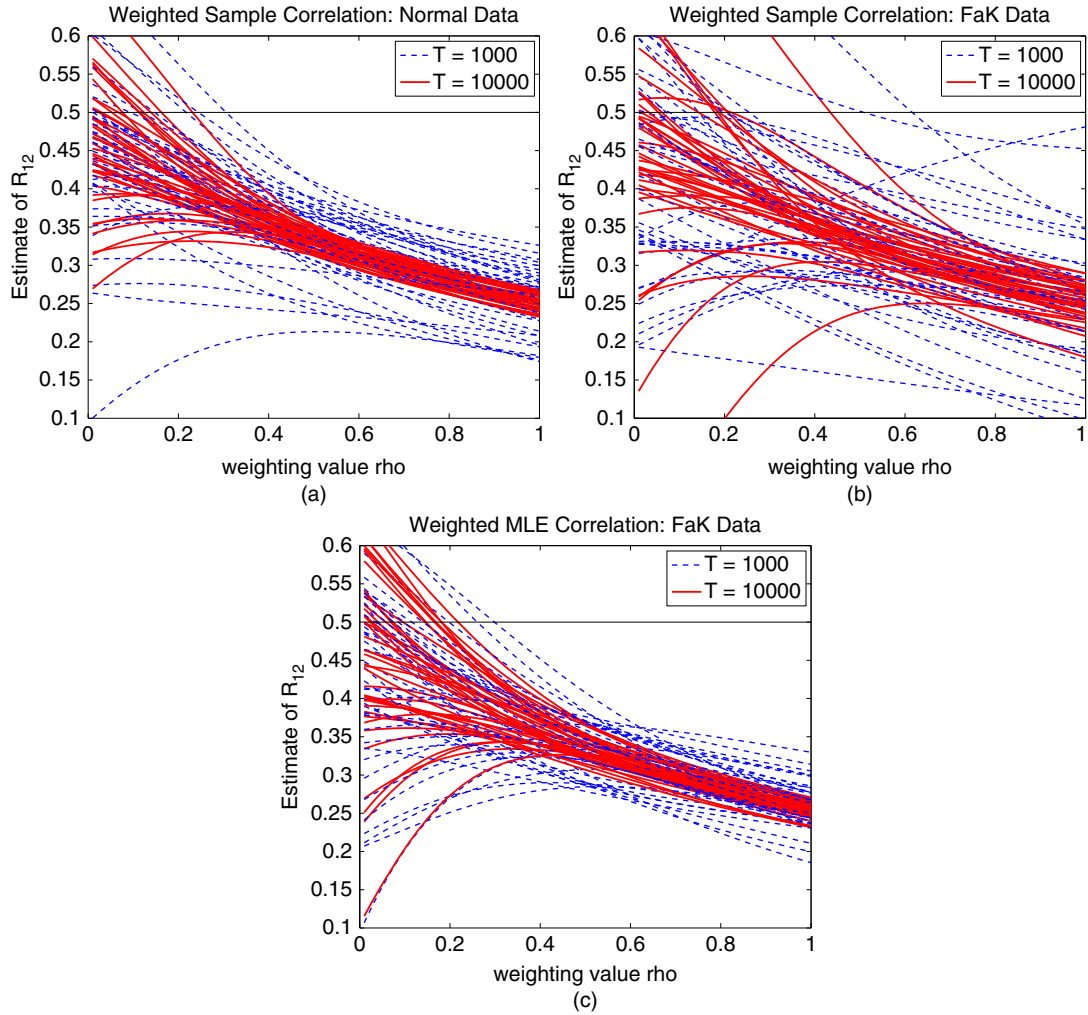 Weighted Sample Correlation: Normal Data
0.6
0.55
0.5
0.45
0.4
0.35
0.3
0.25
0.2
0.15
0.1
Estimate of R12
T = 1000
T = 10000
0
0.2
0.4
0.6
0.8
1
weighting value rho
(a)
Weighted Sample Correlation: FaK Data
0.6
0.55
0.5
0.45
0.4
0.35
0.3
0.25
0.2
0.15
0.1
Estimate of R12
T = 1000
T = 10000
0
0.2
0.4
0.6
0.8
1
weighting value rho
(b)
Weighted MLE Correlation: FaK Data
0.6
0.55
0.5
0.45
0.4
0.35
0.3
0.25
0.2
0.15
0.1
Estimate of R12
T = 1000
T = 10000
0
0.2
0.4
0.6
0.8
1
weighting value rho
(c)